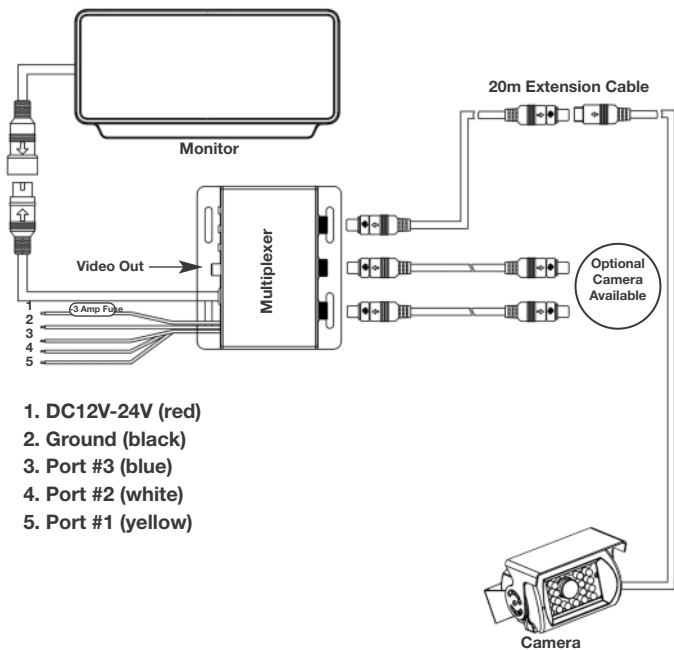 Monitor
20m Extension Cable
Multiplexer
Video Out
Optional
Camera
Available
1
3 Amp Fuse
2
3
4
5
1. DC12V-24V (red)
2. Ground (black)
3. Port #3 (blue)
4. Port #2 (white)
5. Port #1 (yellow)
Camera